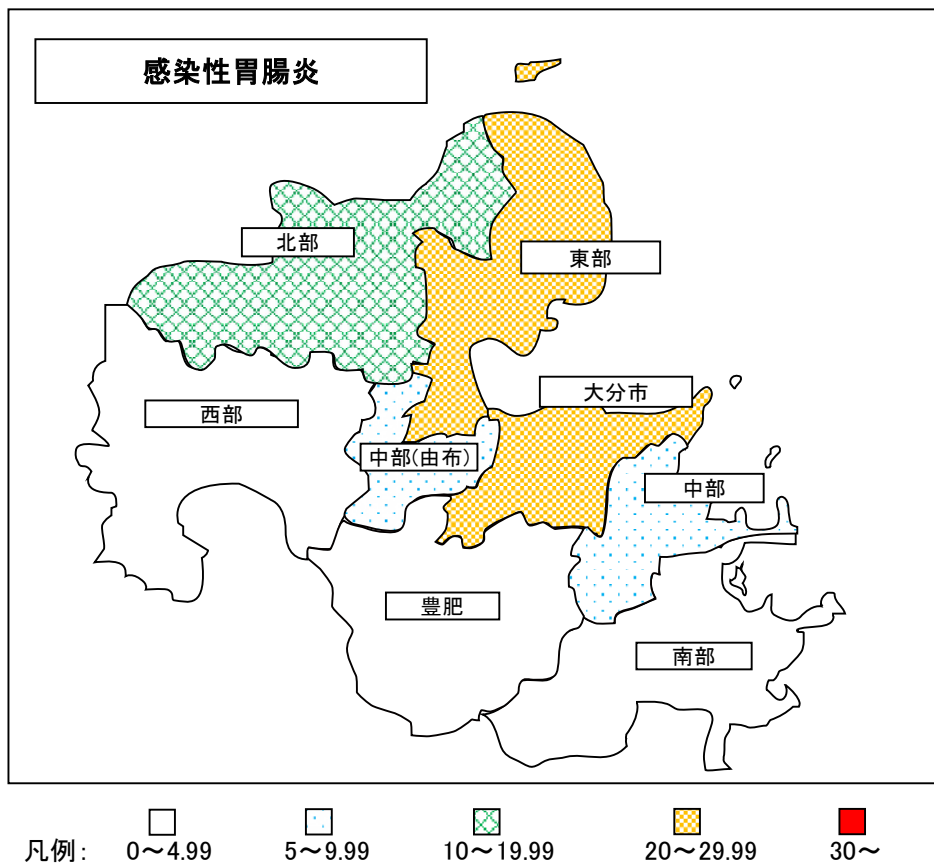 感染性胃腸炎
北部
東部
大分市
西部
中部(由布)
中部
豊肥
南部
凡例: 0～4.99 5～9.99 10～19.99 20～29.99 30～